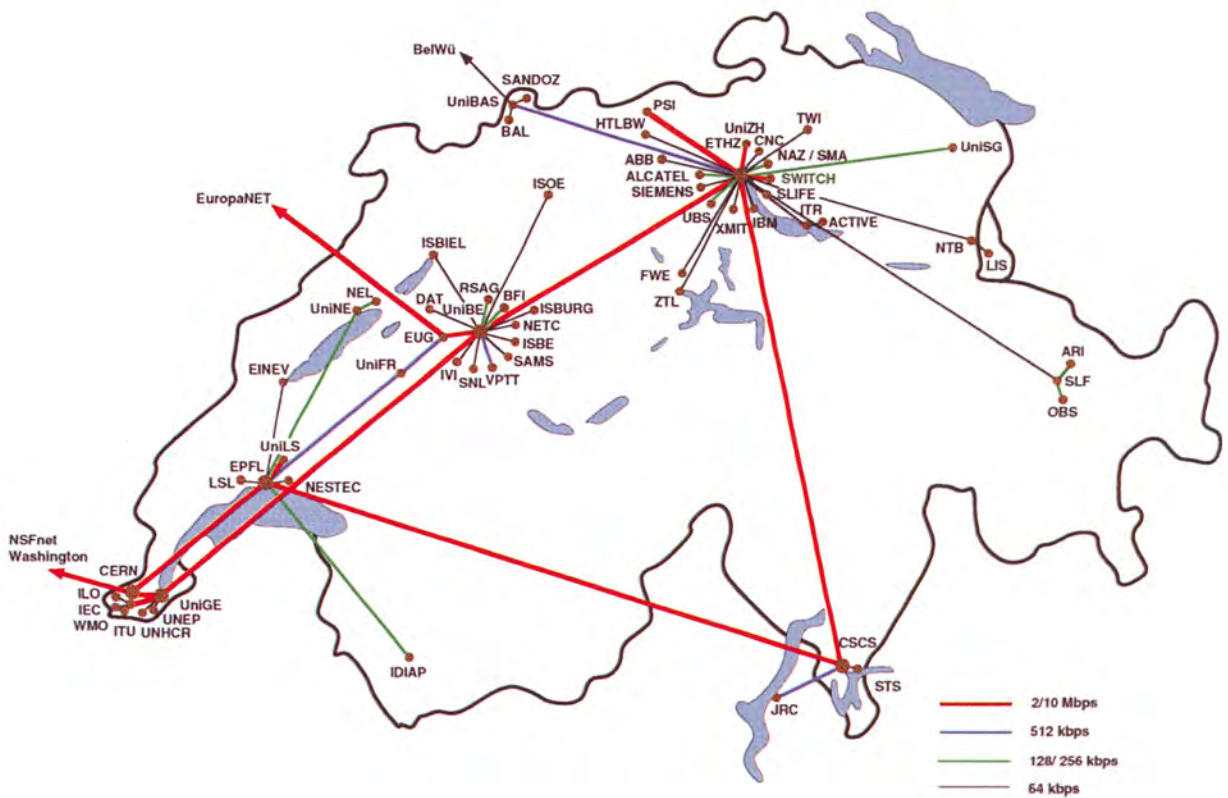 BelWü
SANDOZ
UniBAS
BAL
PSI
HTLBW
UniZH
ETHZ
TWI
CNC
NAZ / SMA
ABB
ALCATEL
SIEMENS
SWITCH
UniSG
SLIFE
UBS
XMIT
IBM
ITR
ACTIVE
NTB
LIS
FWE
ZTL
ISOE
EuropaNET
ISBIEL
RSAG
DAT
UniBE
BFI
ISBURG
NEL
UniNE
NETC
EUG
ISBE
SAMS
UniFR
IVI
SNL
VPTT
EINEV
ARI
SLF
OBS
UniLS
EPFL
LSL
NESTEC
NSFnet
Washington
CERN
ILO
IEC
WMO
ITU
UNHCR
UNEP
UniGE
IDIAP
CSCS
STS
JRC
2/10 Mbps
512 kbps
128/ 256 kbps
64 kbps